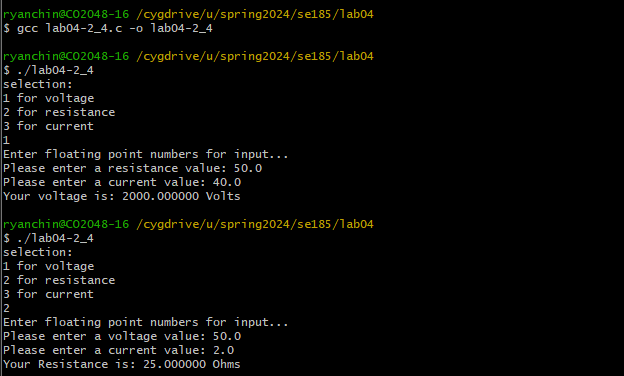 ryanchin@CO2048-16 /cygdrive/u/spring2024/se185/lab04
$ gcc lab04-2_4.c -o lab04-2_4
ryanchin@CO2048-16 /cygdrive/u/spring2024/se185/lab04
$ ./lab04-2_4
selection:
1 for voltage
2 for resistance
3 for current
1
Enter floating point numbers for input...
Please enter a resistance value: 50.0
Please enter a current value: 40.0
Your voltage is: 2000.000000 Volts
ryanchin@CO2048-16 /cygdrive/u/spring2024/se185/lab04
$ ./lab04-2_4
selection:
1 for voltage
2 for resistance
3 for current
2
Enter floating point numbers for input...
Please enter a voltage value: 50.0
Please enter a current value: 2.0
Your Resistance is: 25.000000 Ohms